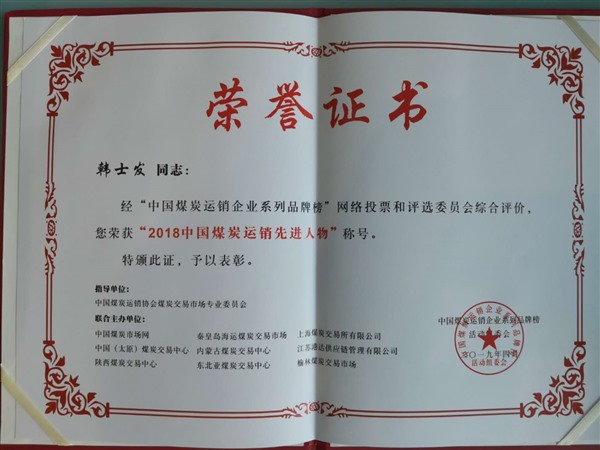 荣誉证书
韩士发 同志：
经“中国煤炭运销企业系列品牌榜”网络投票和评选委员会综合评价，
您荣获“2018中国煤炭运销先进人物”称号。
特颁此证，予以表彰。
指导单位：
中国煤炭运销协会煤炭交易市场专业委员会
联合主办单位：
中国煤炭市场网 秦皇岛海运煤炭交易市场 上海煤炭交易所有限公司
中国（太原）煤炭交易中心 内蒙古煤炭交易中心 江苏通达供应链管理有限公司
陕西煤炭交易中心 东北亚煤炭交易中心 榆林煤炭交易市场
中国煤炭运销企业系列品牌榜
活动组委会
二〇一九年四月
活动组委会